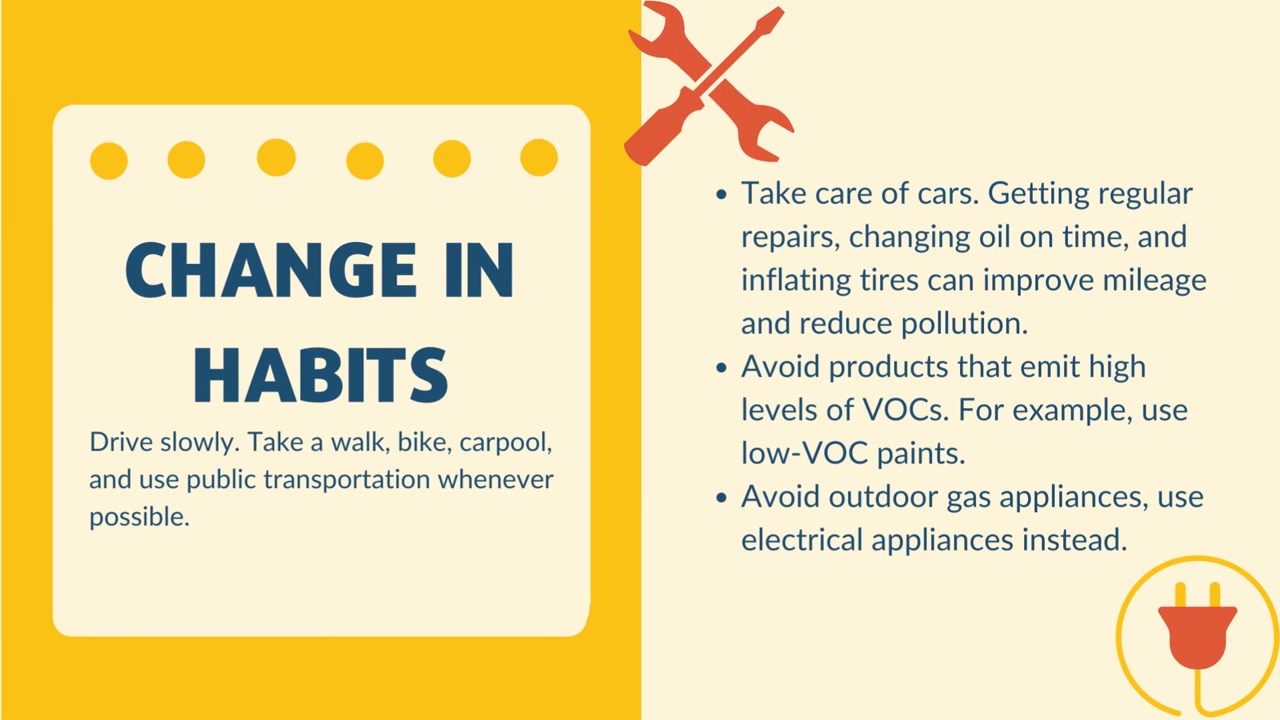 CHANGE IN
HABITS
Drive slowly. Take a walk, bike, carpool,
and use public transportation whenever
possible.
• Take care of cars. Getting regular
repairs, changing oil on time, and
inflating tires can improve mileage
and reduce pollution.
• Avoid products that emit high
levels of VOCs. For example, use
low-VOC paints.
• Avoid outdoor gas appliances, use
electrical appliances instead.